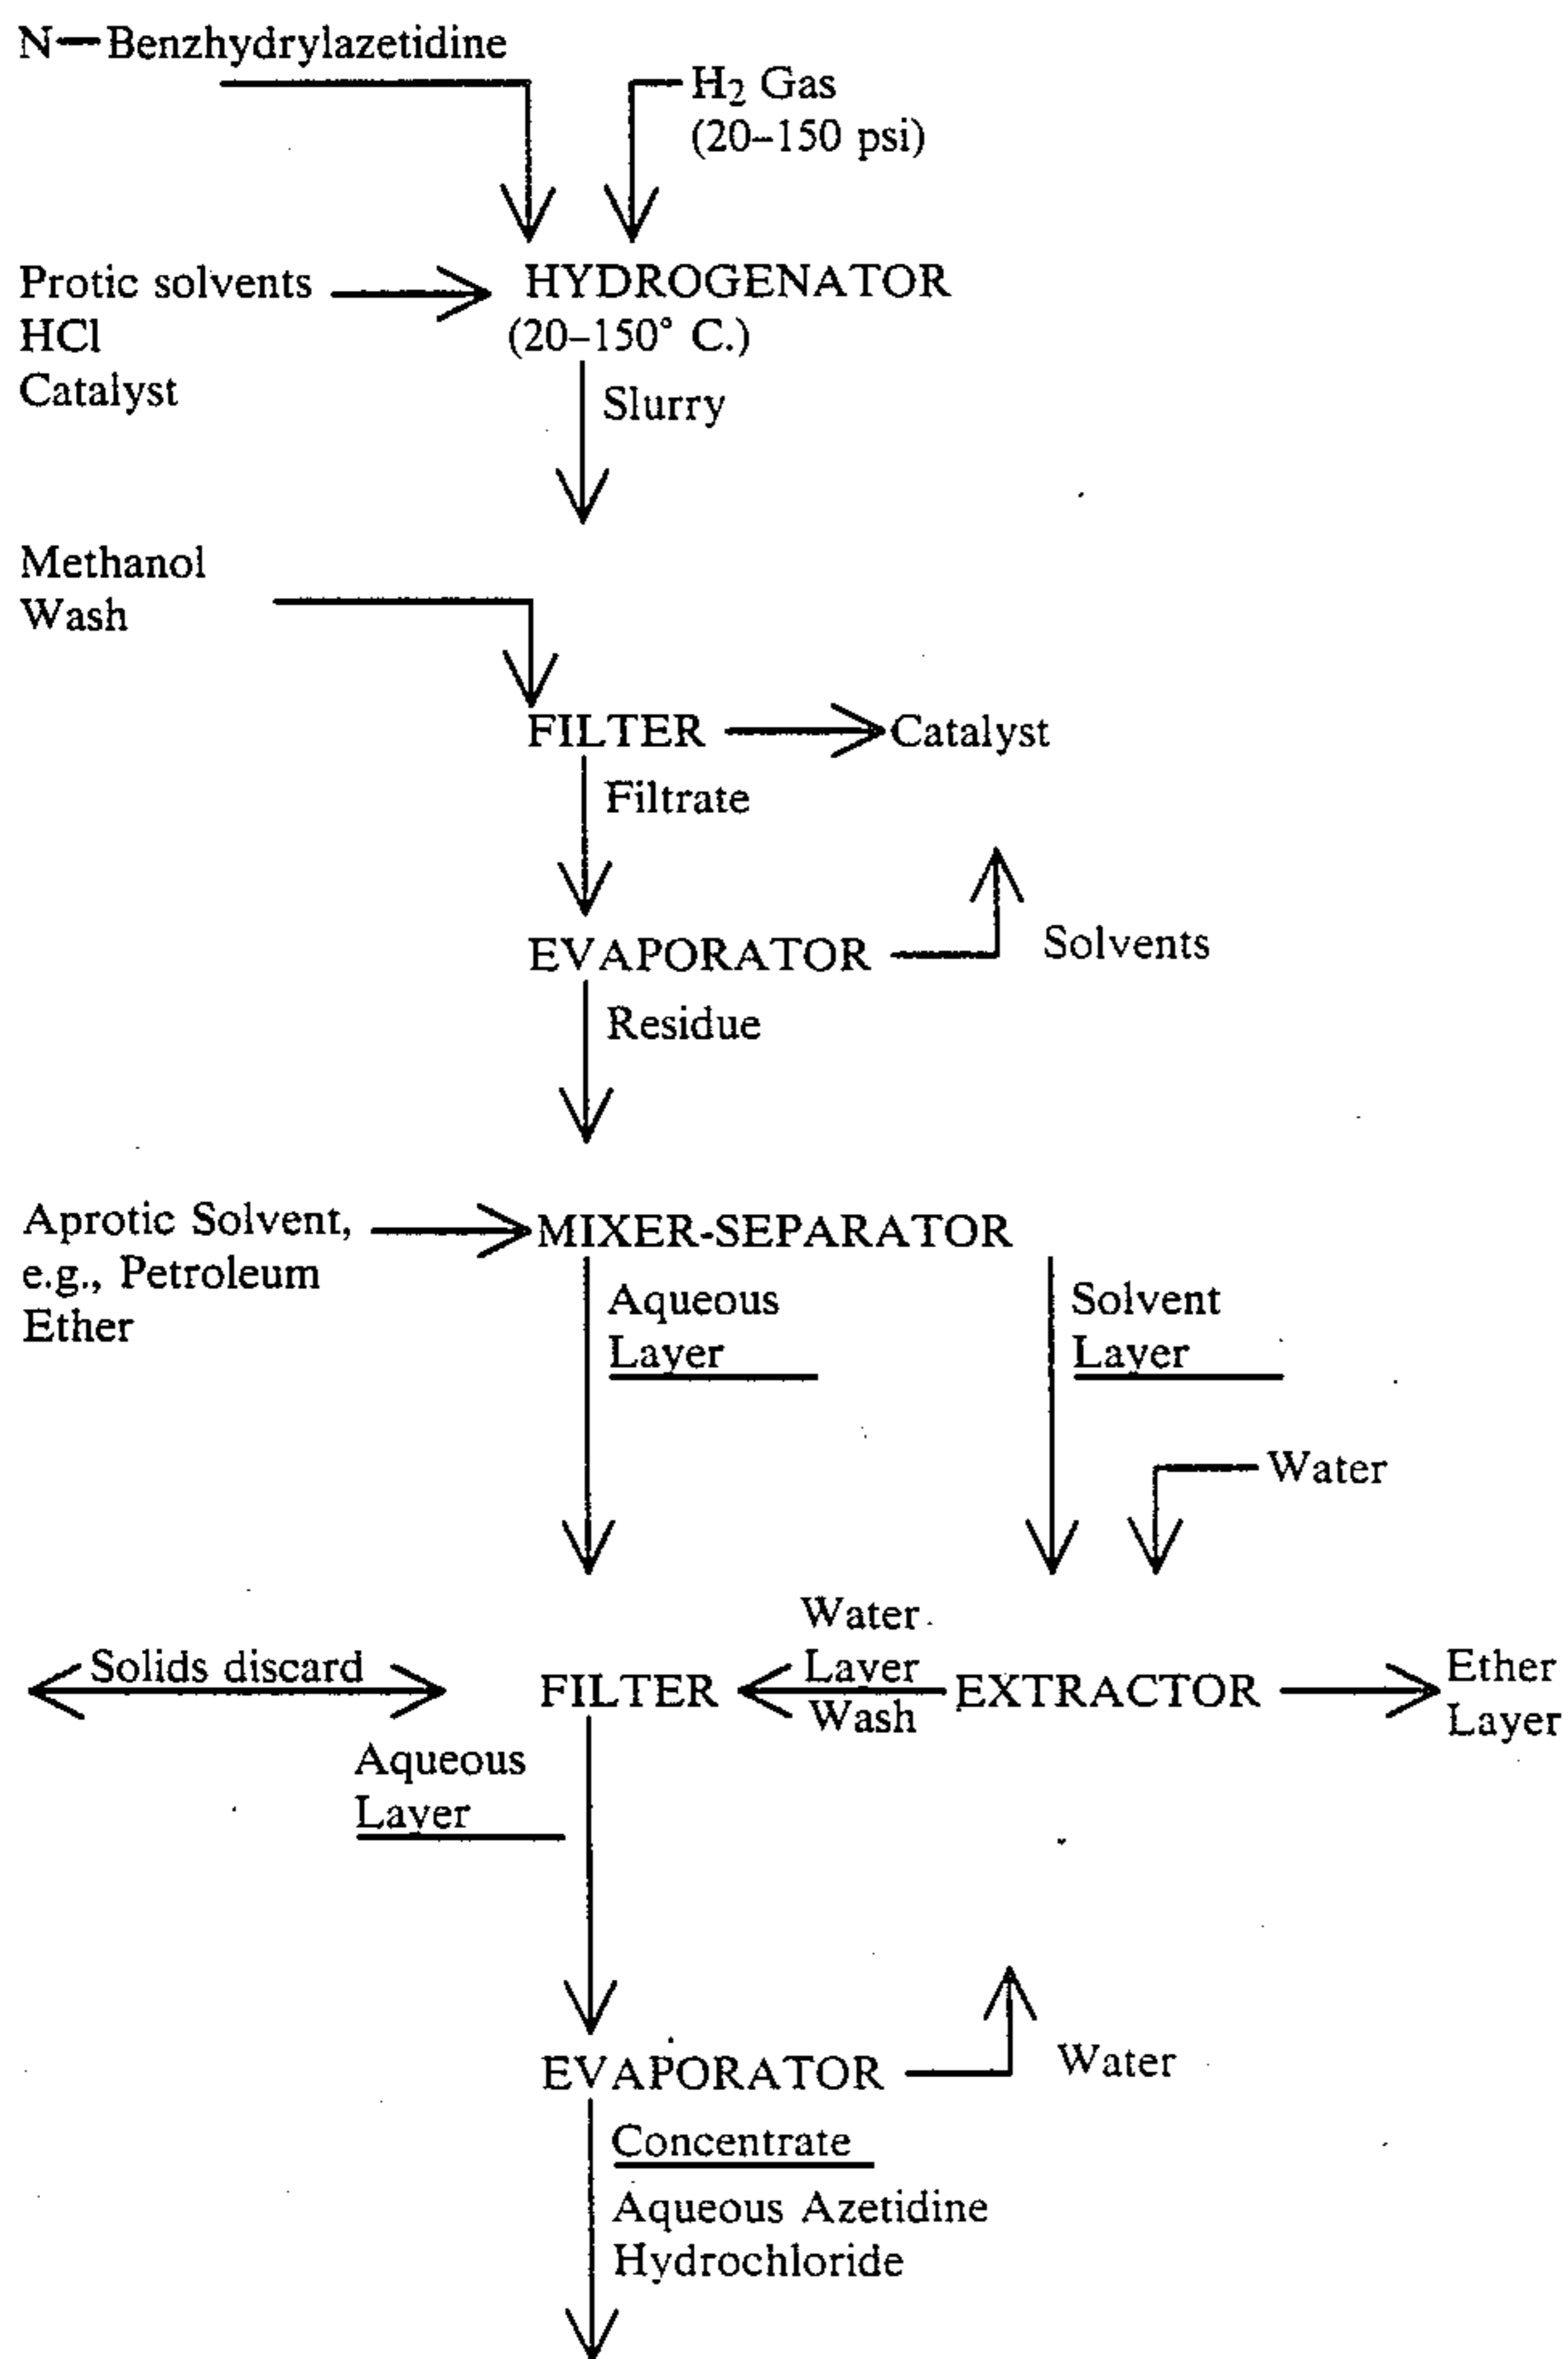 N—Benzhydrylazetidine
H₂ Gas
(20–150 psi)
Protic solvents
HCl
Catalyst
HYDROGENATOR
(20–150° C.)
Slurry
Methanol
Wash
FILTER
Catalyst
Filtrate
EVAPORATOR
Solvents
Residue
Aprotic Solvent,
e.g., Petroleum
Ether
MIXER-SEPARATOR
Aqueous
Layer
Solvent
Layer
Water
Solids discard
FILTER
Water
Layer
Wash
EXTRACTOR
Ether
Layer
Aqueous
Layer
EVAPORATOR
Water
Concentrate
Aqueous Azetidine
Hydrochloride